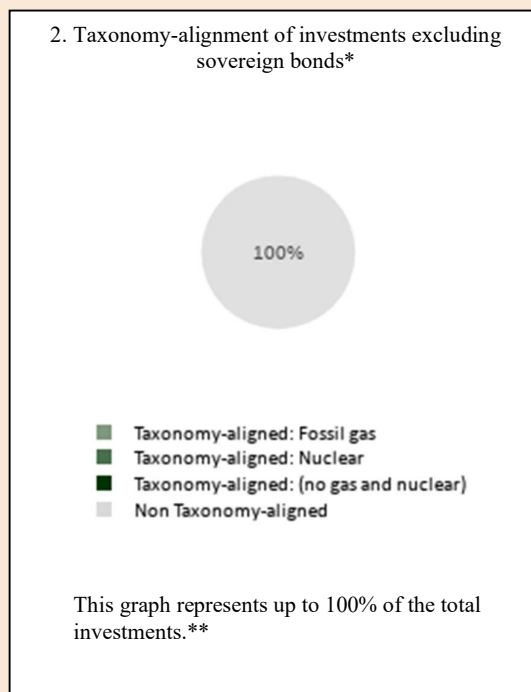 2. Taxonomy-alignment of investments excluding
sovereign bonds*
100%
Taxonomy-aligned: Fossil gas
Taxonomy-aligned: Nuclear
Taxonomy-aligned: (no gas and nuclear)
Non Taxonomy-aligned
This graph represents up to 100% of the total
investments.**